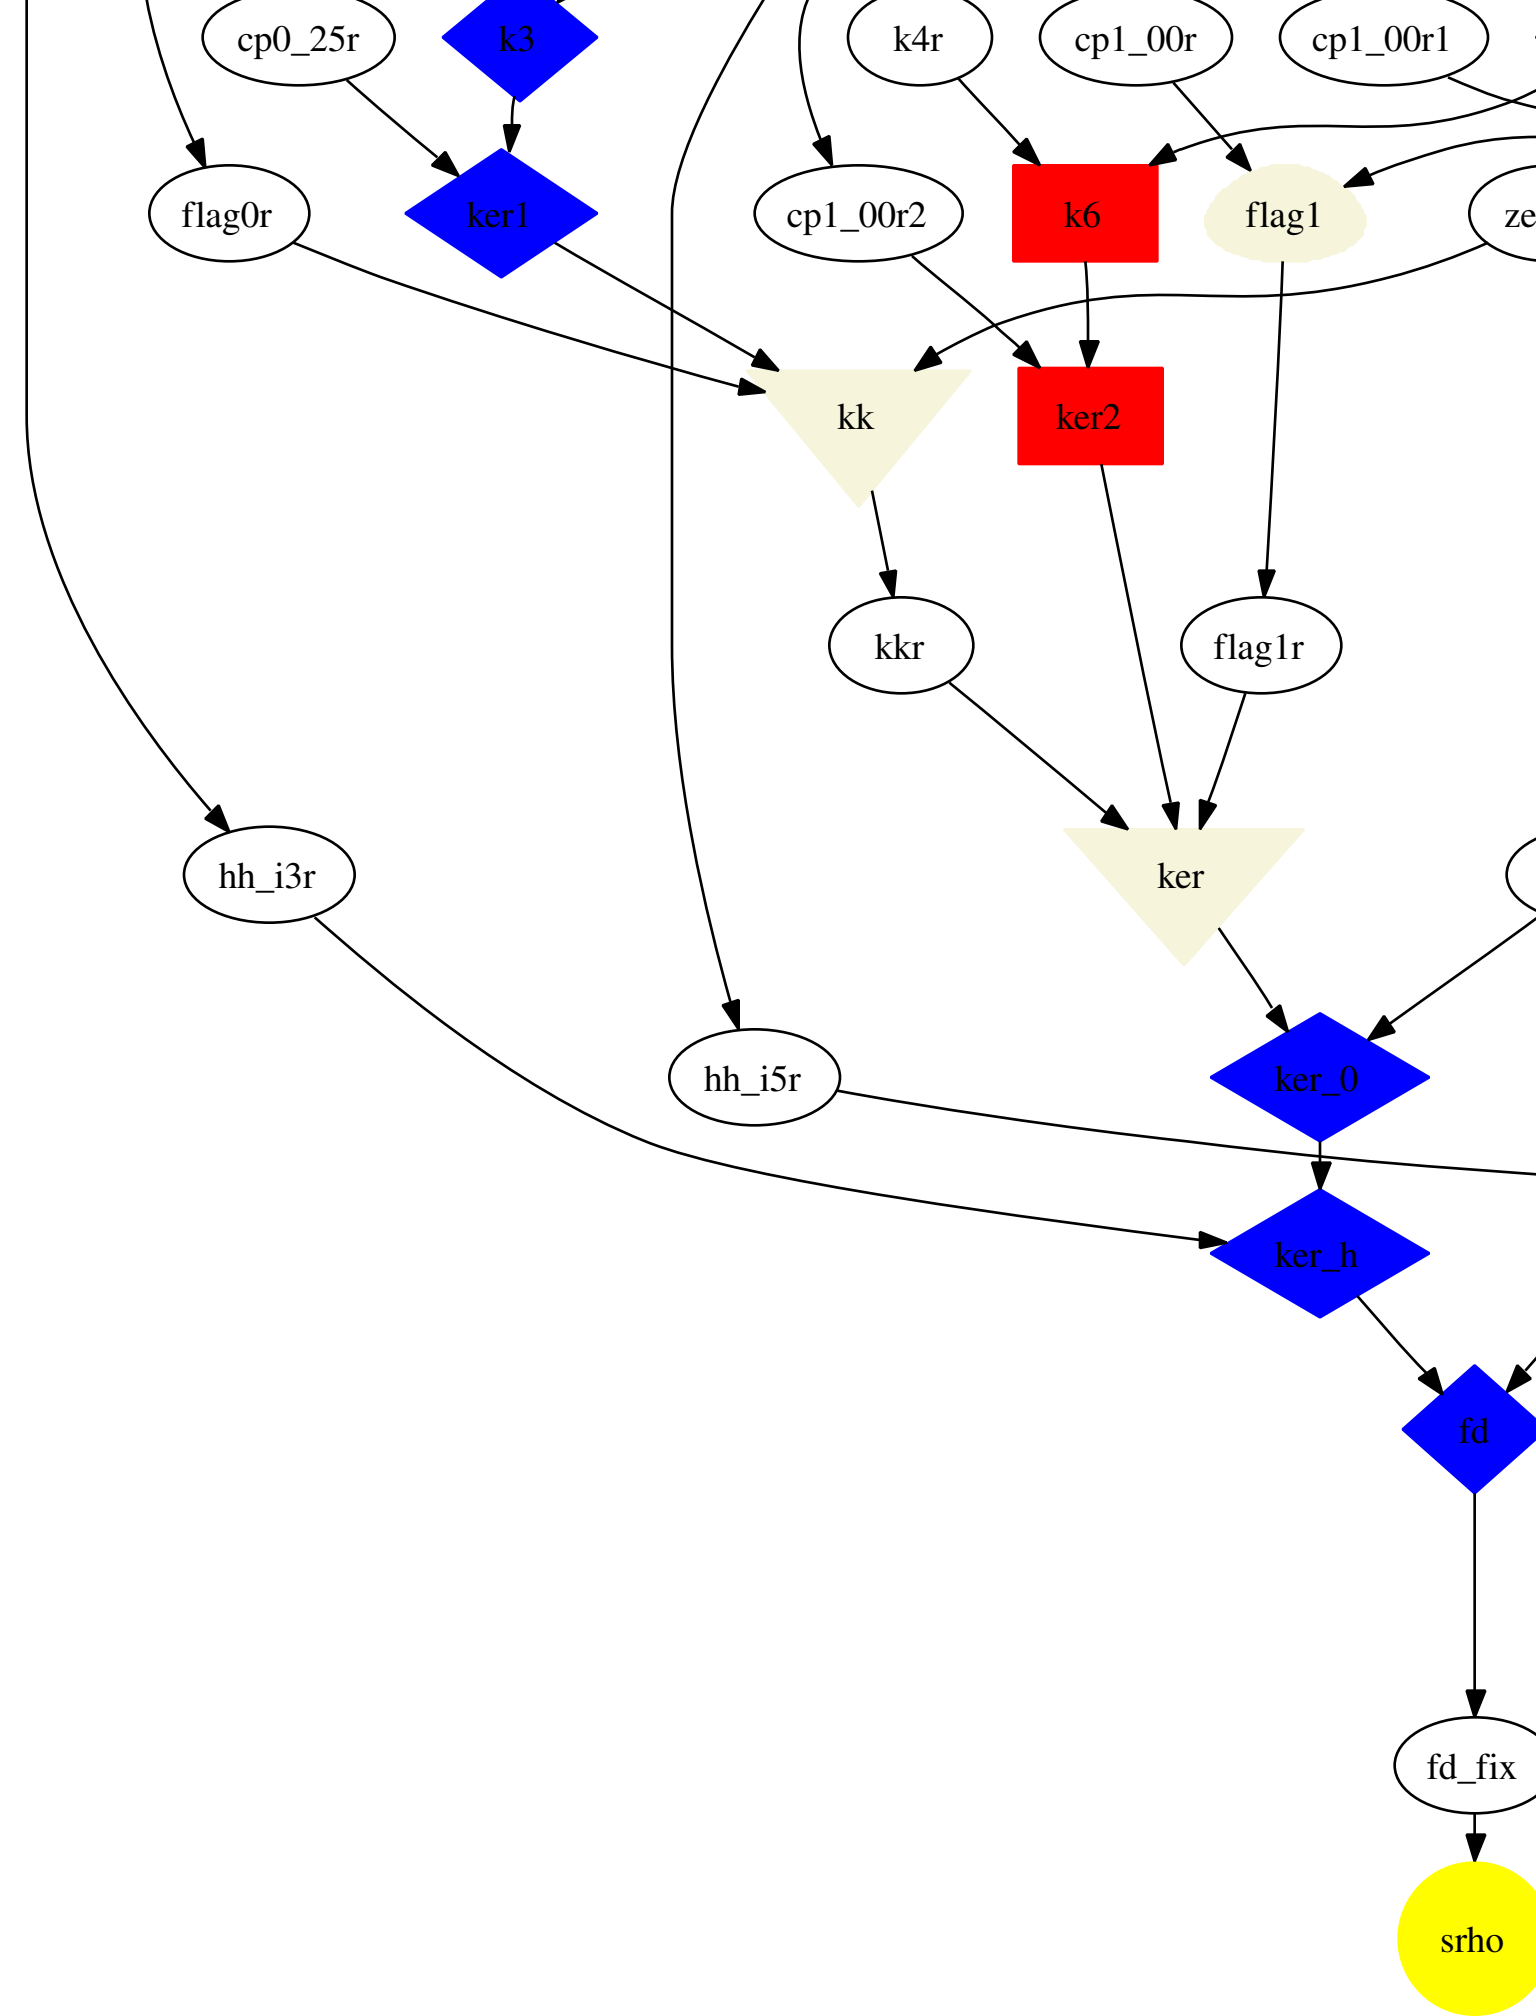 cp0_25r
k3
k4r
cp1_00r
cp1_00r1
flag0r
ker1
cp1_00r2
k6
flag1
ze
kk
ker2
kkr
flag1r
hh_i3r
ker
hh_i5r
ker_0
ker_h
fd
fd_fix
srho